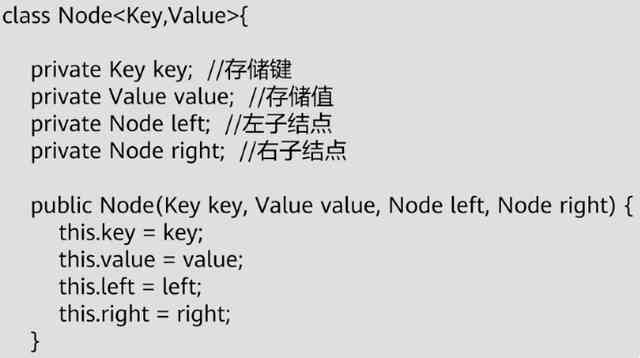 class Node<Key,Value>{
private Key key; //存储键
private Value value; //存储值
private Node left; //左子结点
private Node right; //右子结点
public Node(Key key, Value value, Node left, Node right) {
this.key = key;
this.value = value;
this.left = left;
this.right = right;
}